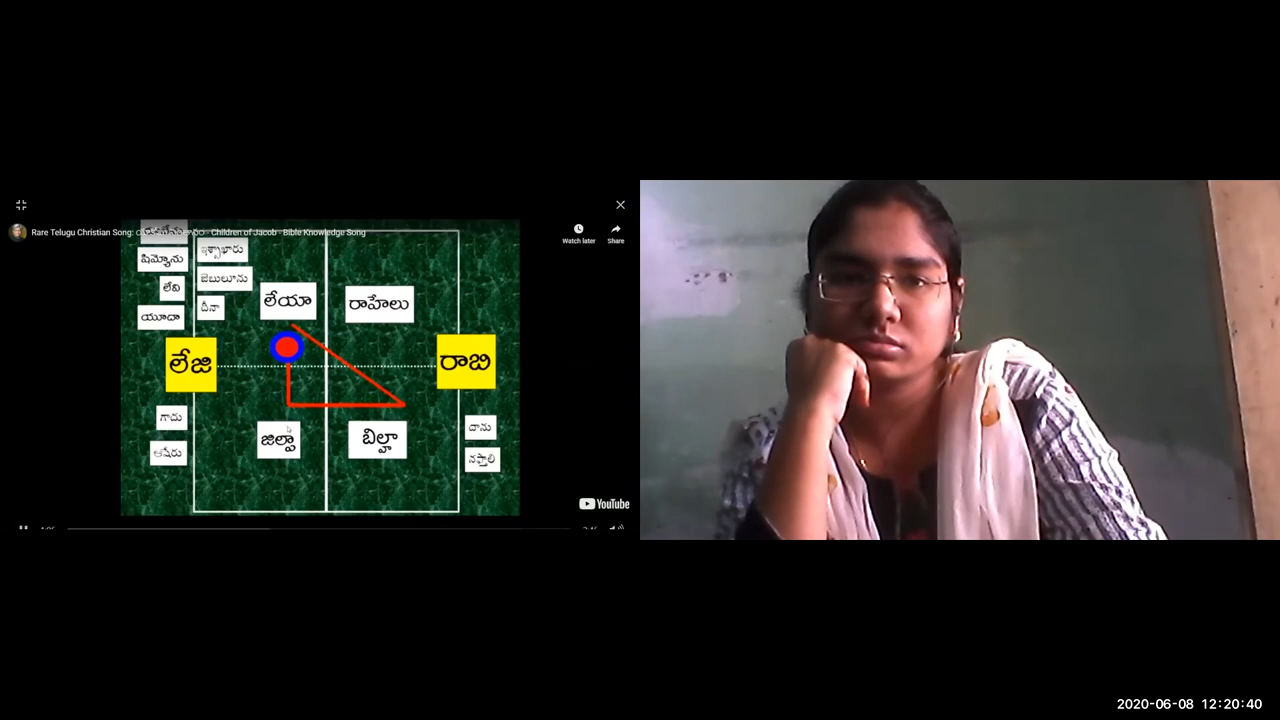 Rare Telugu Christian Song: - Children of Jacob - Bible Knowledge Song
Watch later
Share
షిమ్యోను
లేవి
యూదా
ఇశ్శాఖారు
జెబులూను
దీనా
లేయా
రాహేలు
లేజి
రాబి
గాదు
ఆషేరు
జిల్పా
బిల్హా
దాను
నఫ్తాలి
YouTube
2020-06-08 12:20:40